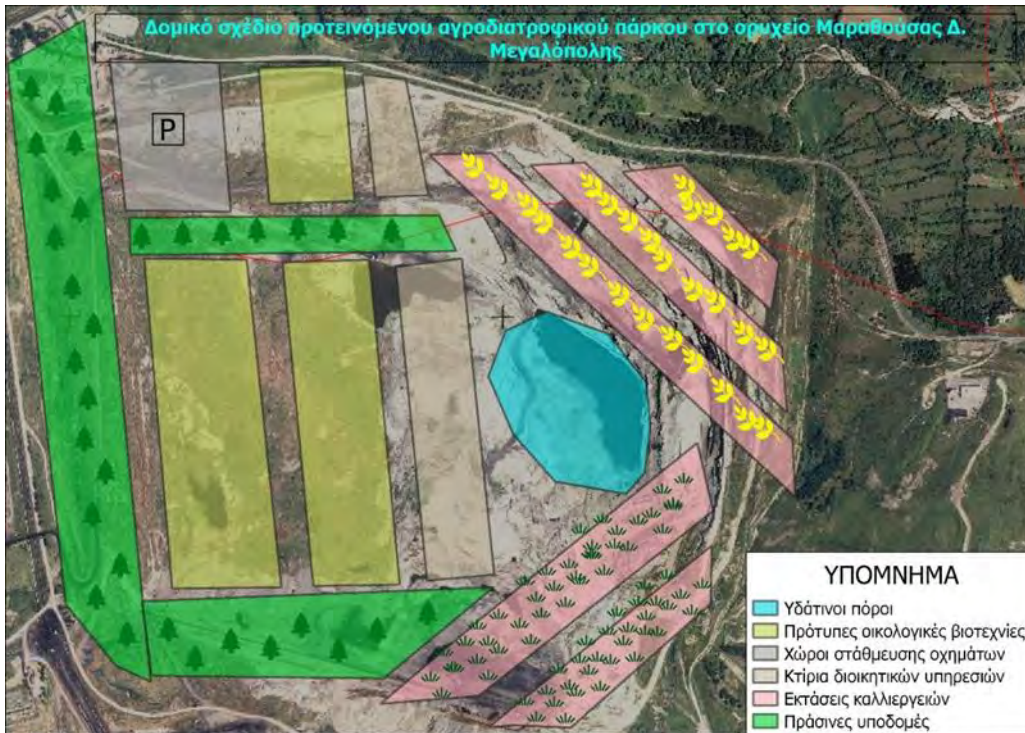 Δομικό σχέδιο προτεινόμενου αγροδιατροφικού πάρκου στο ορυχείο Μαραθούσας Δ.
Μεγαλόπολης
P
ΥΠΟΜΝΗΜΑ
Υδάτινοι πόροι
Πρότυπες οικολογικές βιοτεχνίες
Χώροι στάθμευσης οχημάτων
Κτίρια διοικητικών υπηρεσιών
Εκτάσεις καλλιεργειών
Πράσινες υποδομές